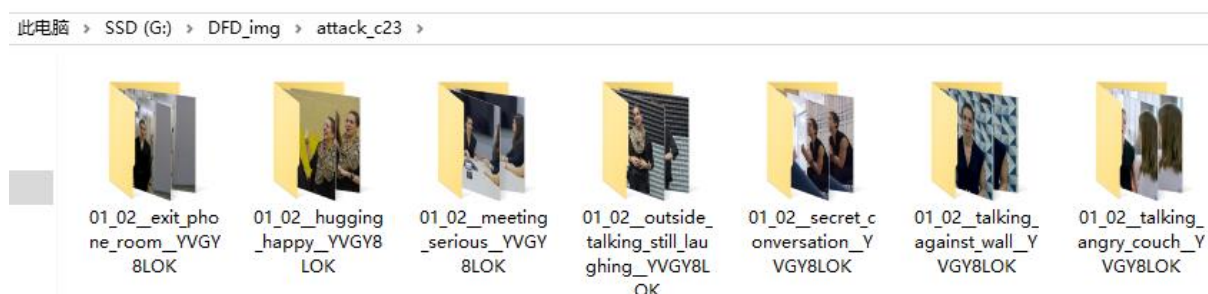 此电脑 > SSD (G:) > DFD_img > attack_c23 >
01_02__exit_pho
ne_room__YVGY
8LOK
01_02__hugging
_happy__YVGY8
LOK
01_02__meeting
_serious__YVGY
8LOK
01_02__outside_
talking_still_lau
ghing__YVGY8L
OK
01_02__secret_c
onversation__Y
VGY8LOK
01_02__talking_
against_wall__Y
VGY8LOK
01_02__talking_
angry_couch__Y
VGY8LOK